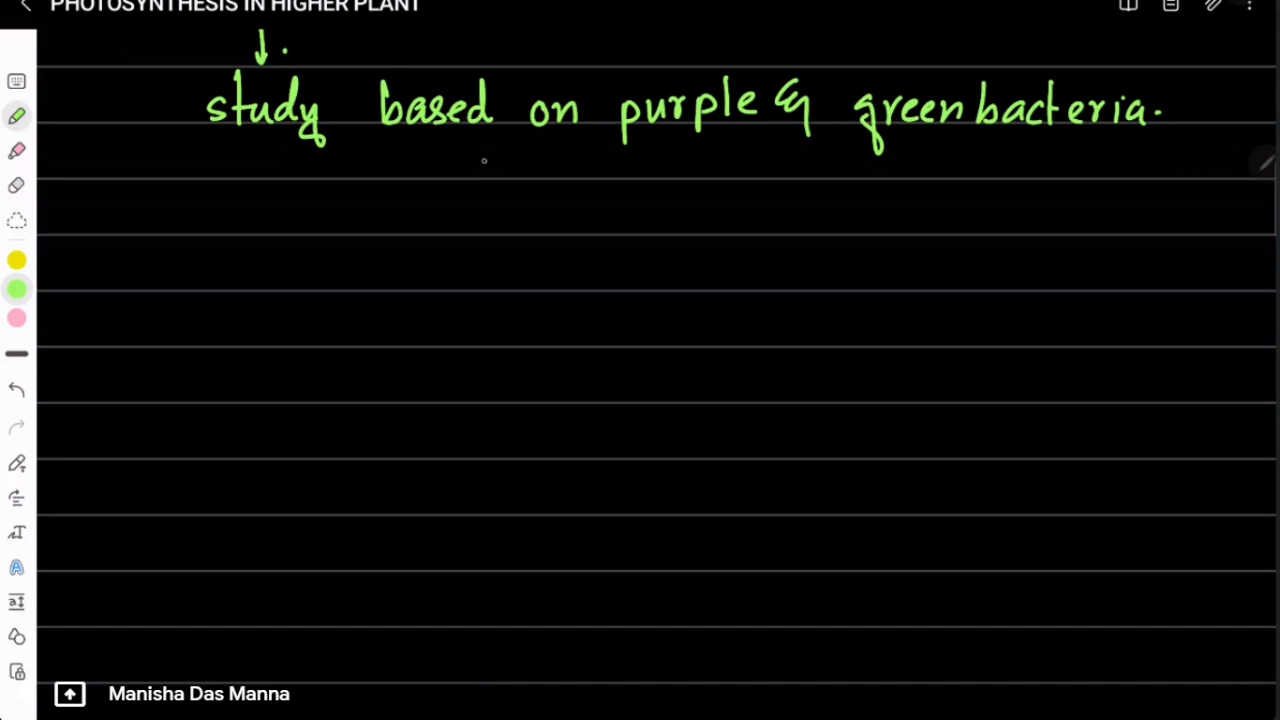 PHOTOSYNTHESIS IN HIGHER PLANT
study based on purple & green bacteria.
Manisha Das Manna